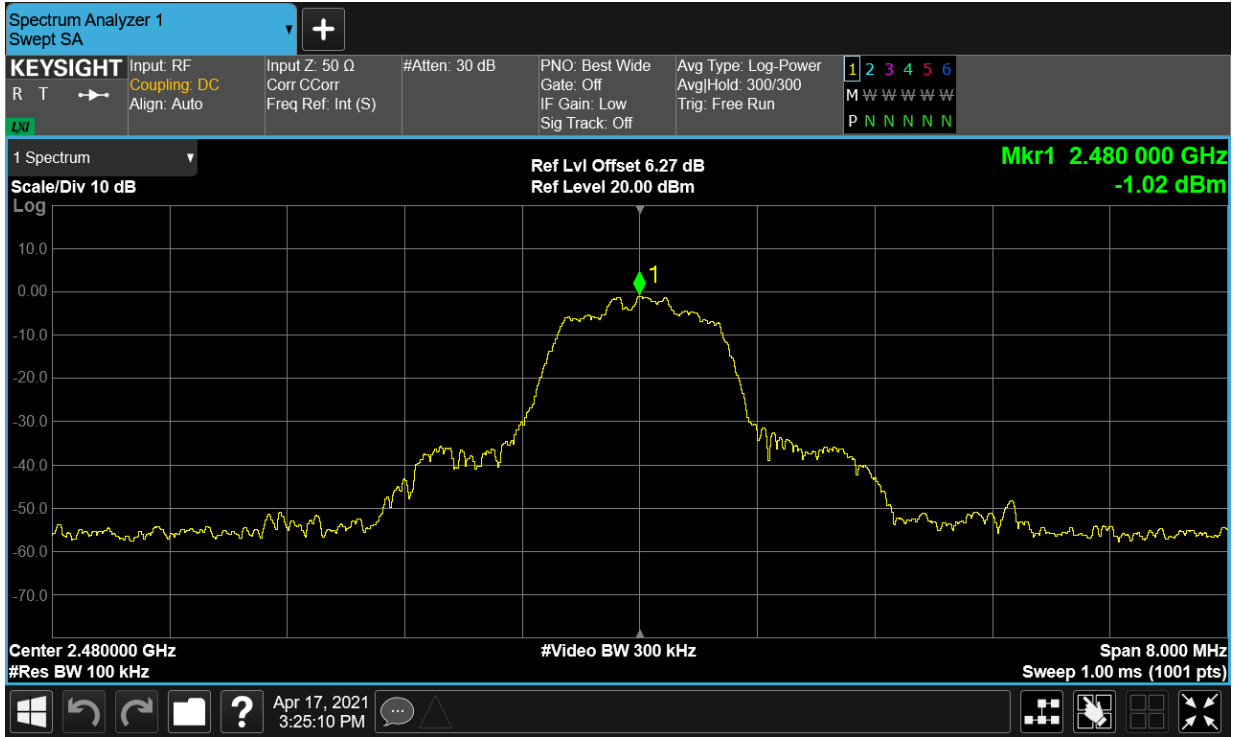 Spectrum Analyzer 1
Swept SA
KEYSIGHT
R T
LXI
Input: RF
Coupling: DC
Align: Auto
Input Z: 50 Ω
Corr CCorr
Freq Ref: Int (S)
#Atten: 30 dB
PNO: Best Wide
Gate: Off
IF Gain: Low
Sig Track: Off
Avg Type: Log-Power
Avg|Hold: 300/300
Trig: Free Run
1 2 3 4 5 6
M W W W W W
P N N N N N
1 Spectrum
Scale/Div 10 dB
Log
Ref Lvl Offset 6.27 dB
Ref Level 20.00 dBm
Mkr1 2.480 000 GHz
-1.02 dBm
1
10.0
0.00
-10.0
-20.0
-30.0
-40.0
-50.0
-60.0
-70.0
Center 2.480000 GHz
#Video BW 300 kHz
Span 8.000 MHz
#Res BW 100 kHz
Sweep 1.00 ms (1001 pts)
?
Apr 17, 2021
3:25:10 PM